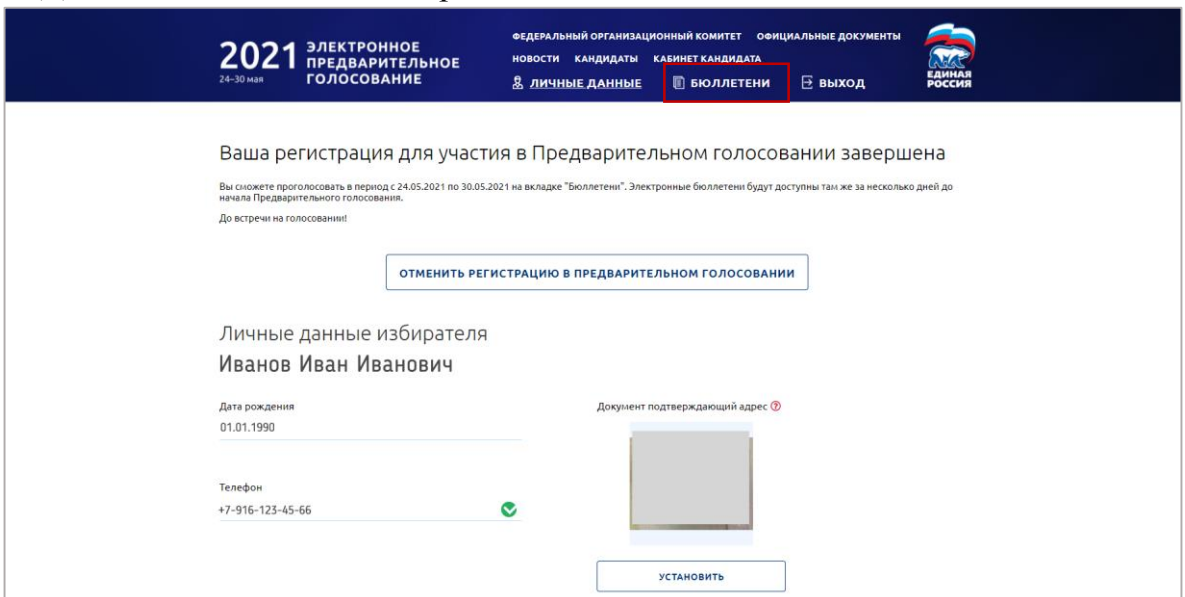 2021
24–30 мая
ЭЛЕКТРОННОЕ
ПРЕДВАРИТЕЛЬНОЕ
ГОЛОСОВАНИЕ
ФЕДЕРАЛЬНЫЙ ОРГАНИЗАЦИОННЫЙ КОМИТЕТ ОФИЦИАЛЬНЫЕ ДОКУМЕНТЫ
НОВОСТИ КАНДИДАТЫ КАБИНЕТ КАНДИДАТА
ЛИЧНЫЕ ДАННЫЕ БЮЛЛЕТЕНИ ВЫХОД
ЕДИНАЯ
РОССИЯ
Ваша регистрация для участия в Предварительном голосовании завершена
Вы сможете проголосовать в период с 24.05.2021 по 30.05.2021 на вкладке "Бюллетени". Электронные бюллетени будут доступны там же за несколько дней до
начала Предварительного голосования.
До встречи на голосовании!
ОТМЕНИТЬ РЕГИСТРАЦИЮ В ПРЕДВАРИТЕЛЬНОМ ГОЛОСОВАНИИ
Личные данные избирателя
Иванов Иван Иванович
Дата рождения
01.01.1990
Телефон
+7-916-123-45-66
Документ подтверждающий адрес ?
УСТАНОВИТЬ